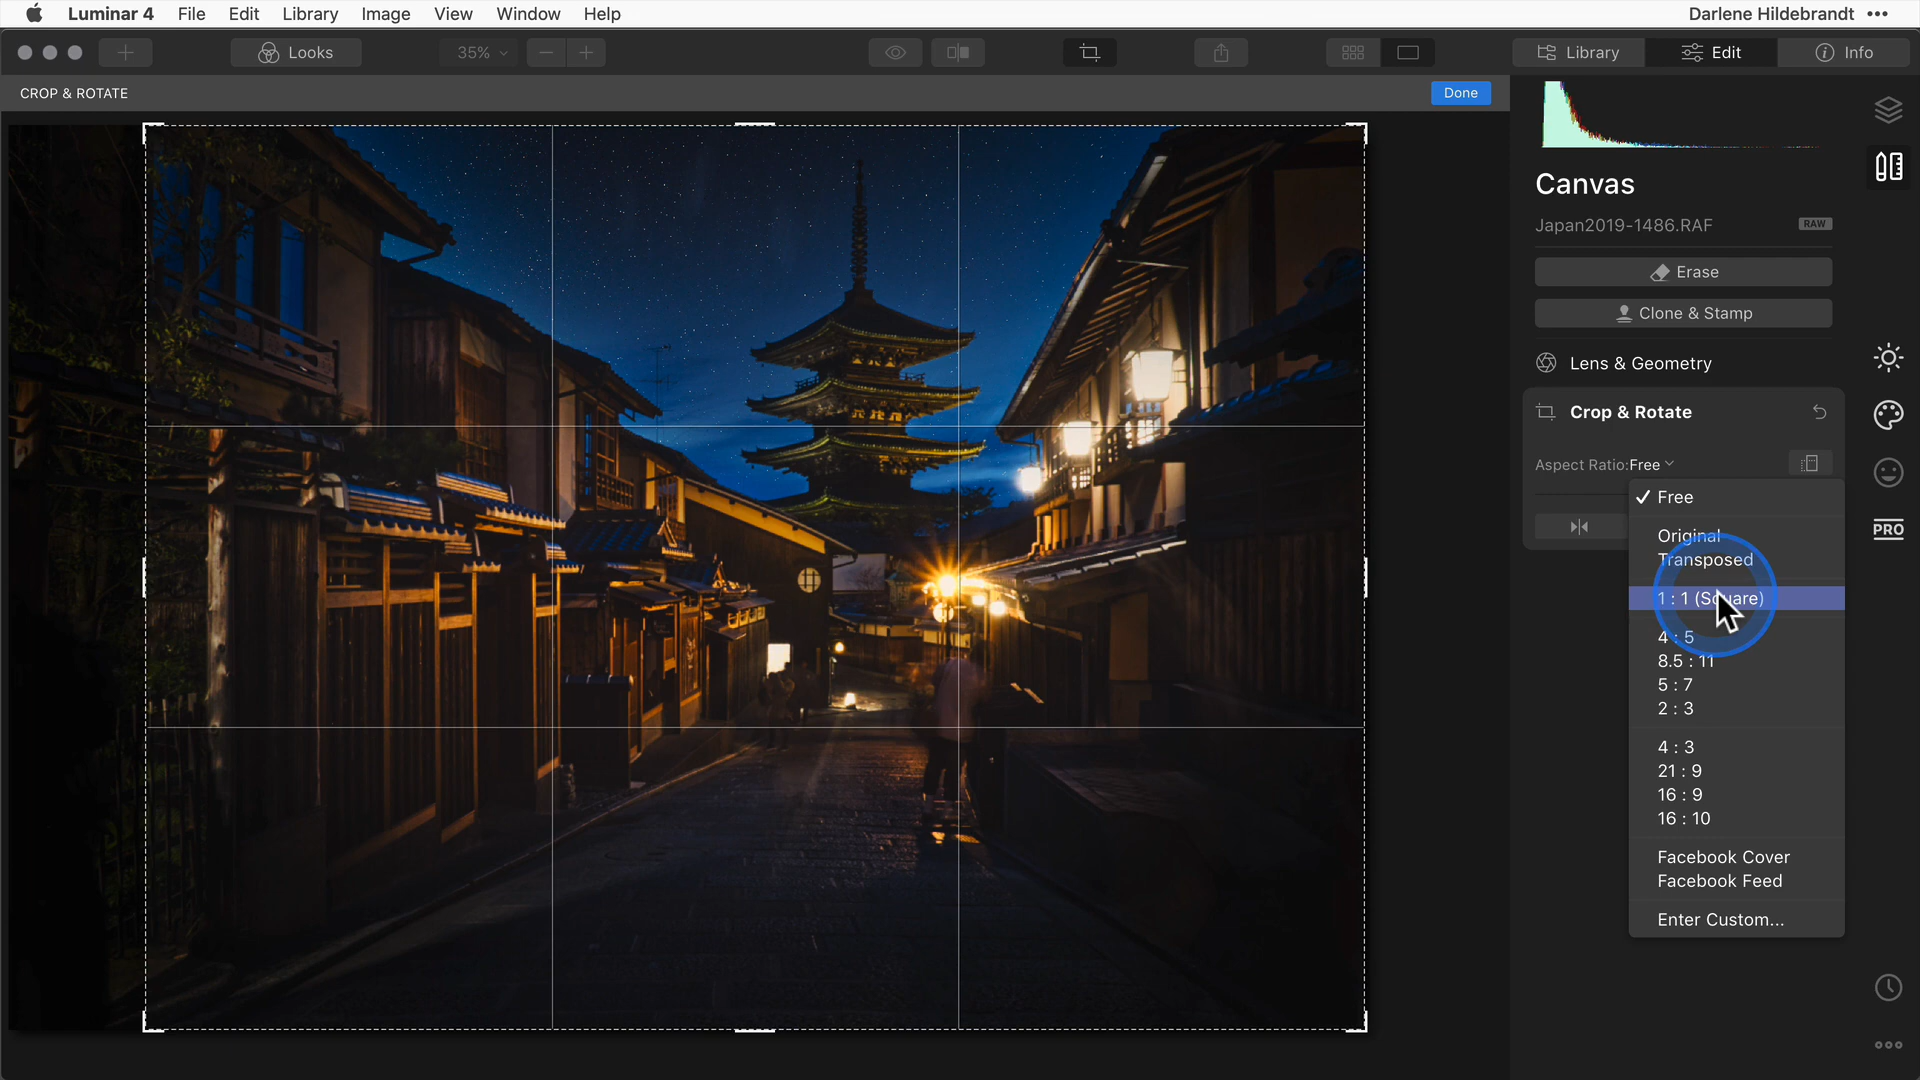 Luminar 4 File Edit Library Image View Window Help Darlene Hildebrandt
Looks 35% Library Edit Info
CROP & ROTATE Done
Canvas
Japan2019-1486.RAF RAW
Erase
Clone & Stamp
Lens & Geometry
Crop & Rotate
Aspect Ratio: Free
Free
Original
Transposed
PRO
1 : 1 (Square)
4 : 5
8.5 : 11
5 : 7
2 : 3
4 : 3
21 : 9
16 : 9
16 : 10
Facebook Cover
Facebook Feed
Enter Custom...